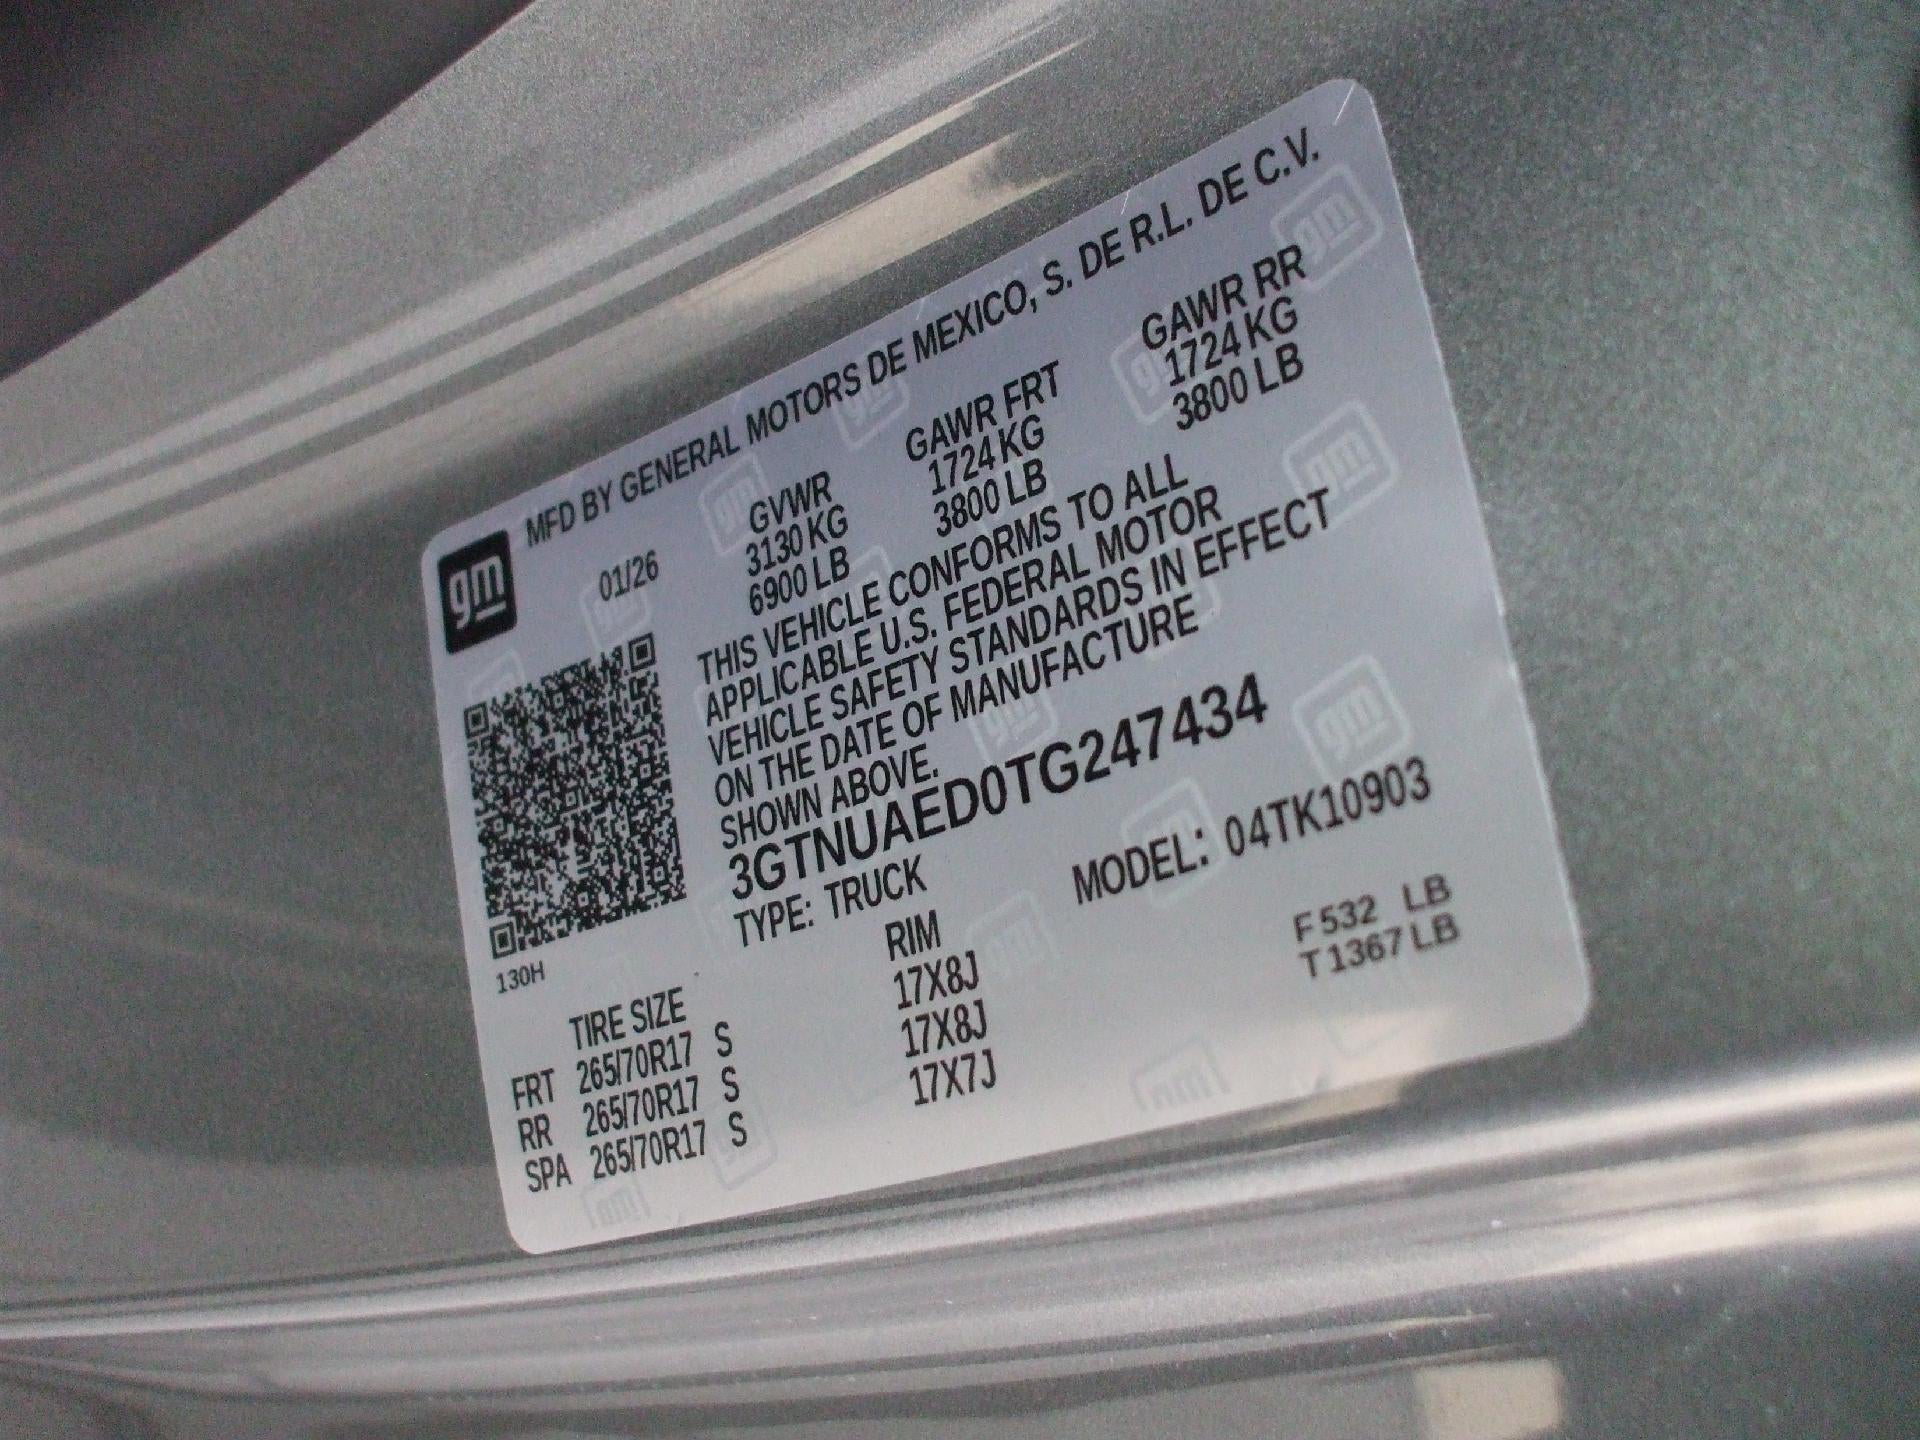 gm
MFD BY GENERAL MOTORS DE MEXICO, S. DE R.L. DE C.V.
01/26
GVWR GAWR FRT GAWR RR
3130 KG 1724 KG 1724 KG
6900 LB 3800 LB 3800 LB
THIS VEHICLE CONFORMS TO ALL
APPLICABLE U.S. FEDERAL MOTOR
VEHICLE SAFETY STANDARDS IN EFFECT
ON THE DATE OF MANUFACTURE
SHOWN ABOVE.
3GTNUAED0TG247434
TYPE: TRUCK MODEL: 04TK10903
130H
TIRE SIZE RIM
FRT 265/70R17 S 17X8J
RR 265/70R17 S 17X8J
SPA 265/70R17 S 17X7J
F 532 LB
T 1367 LB